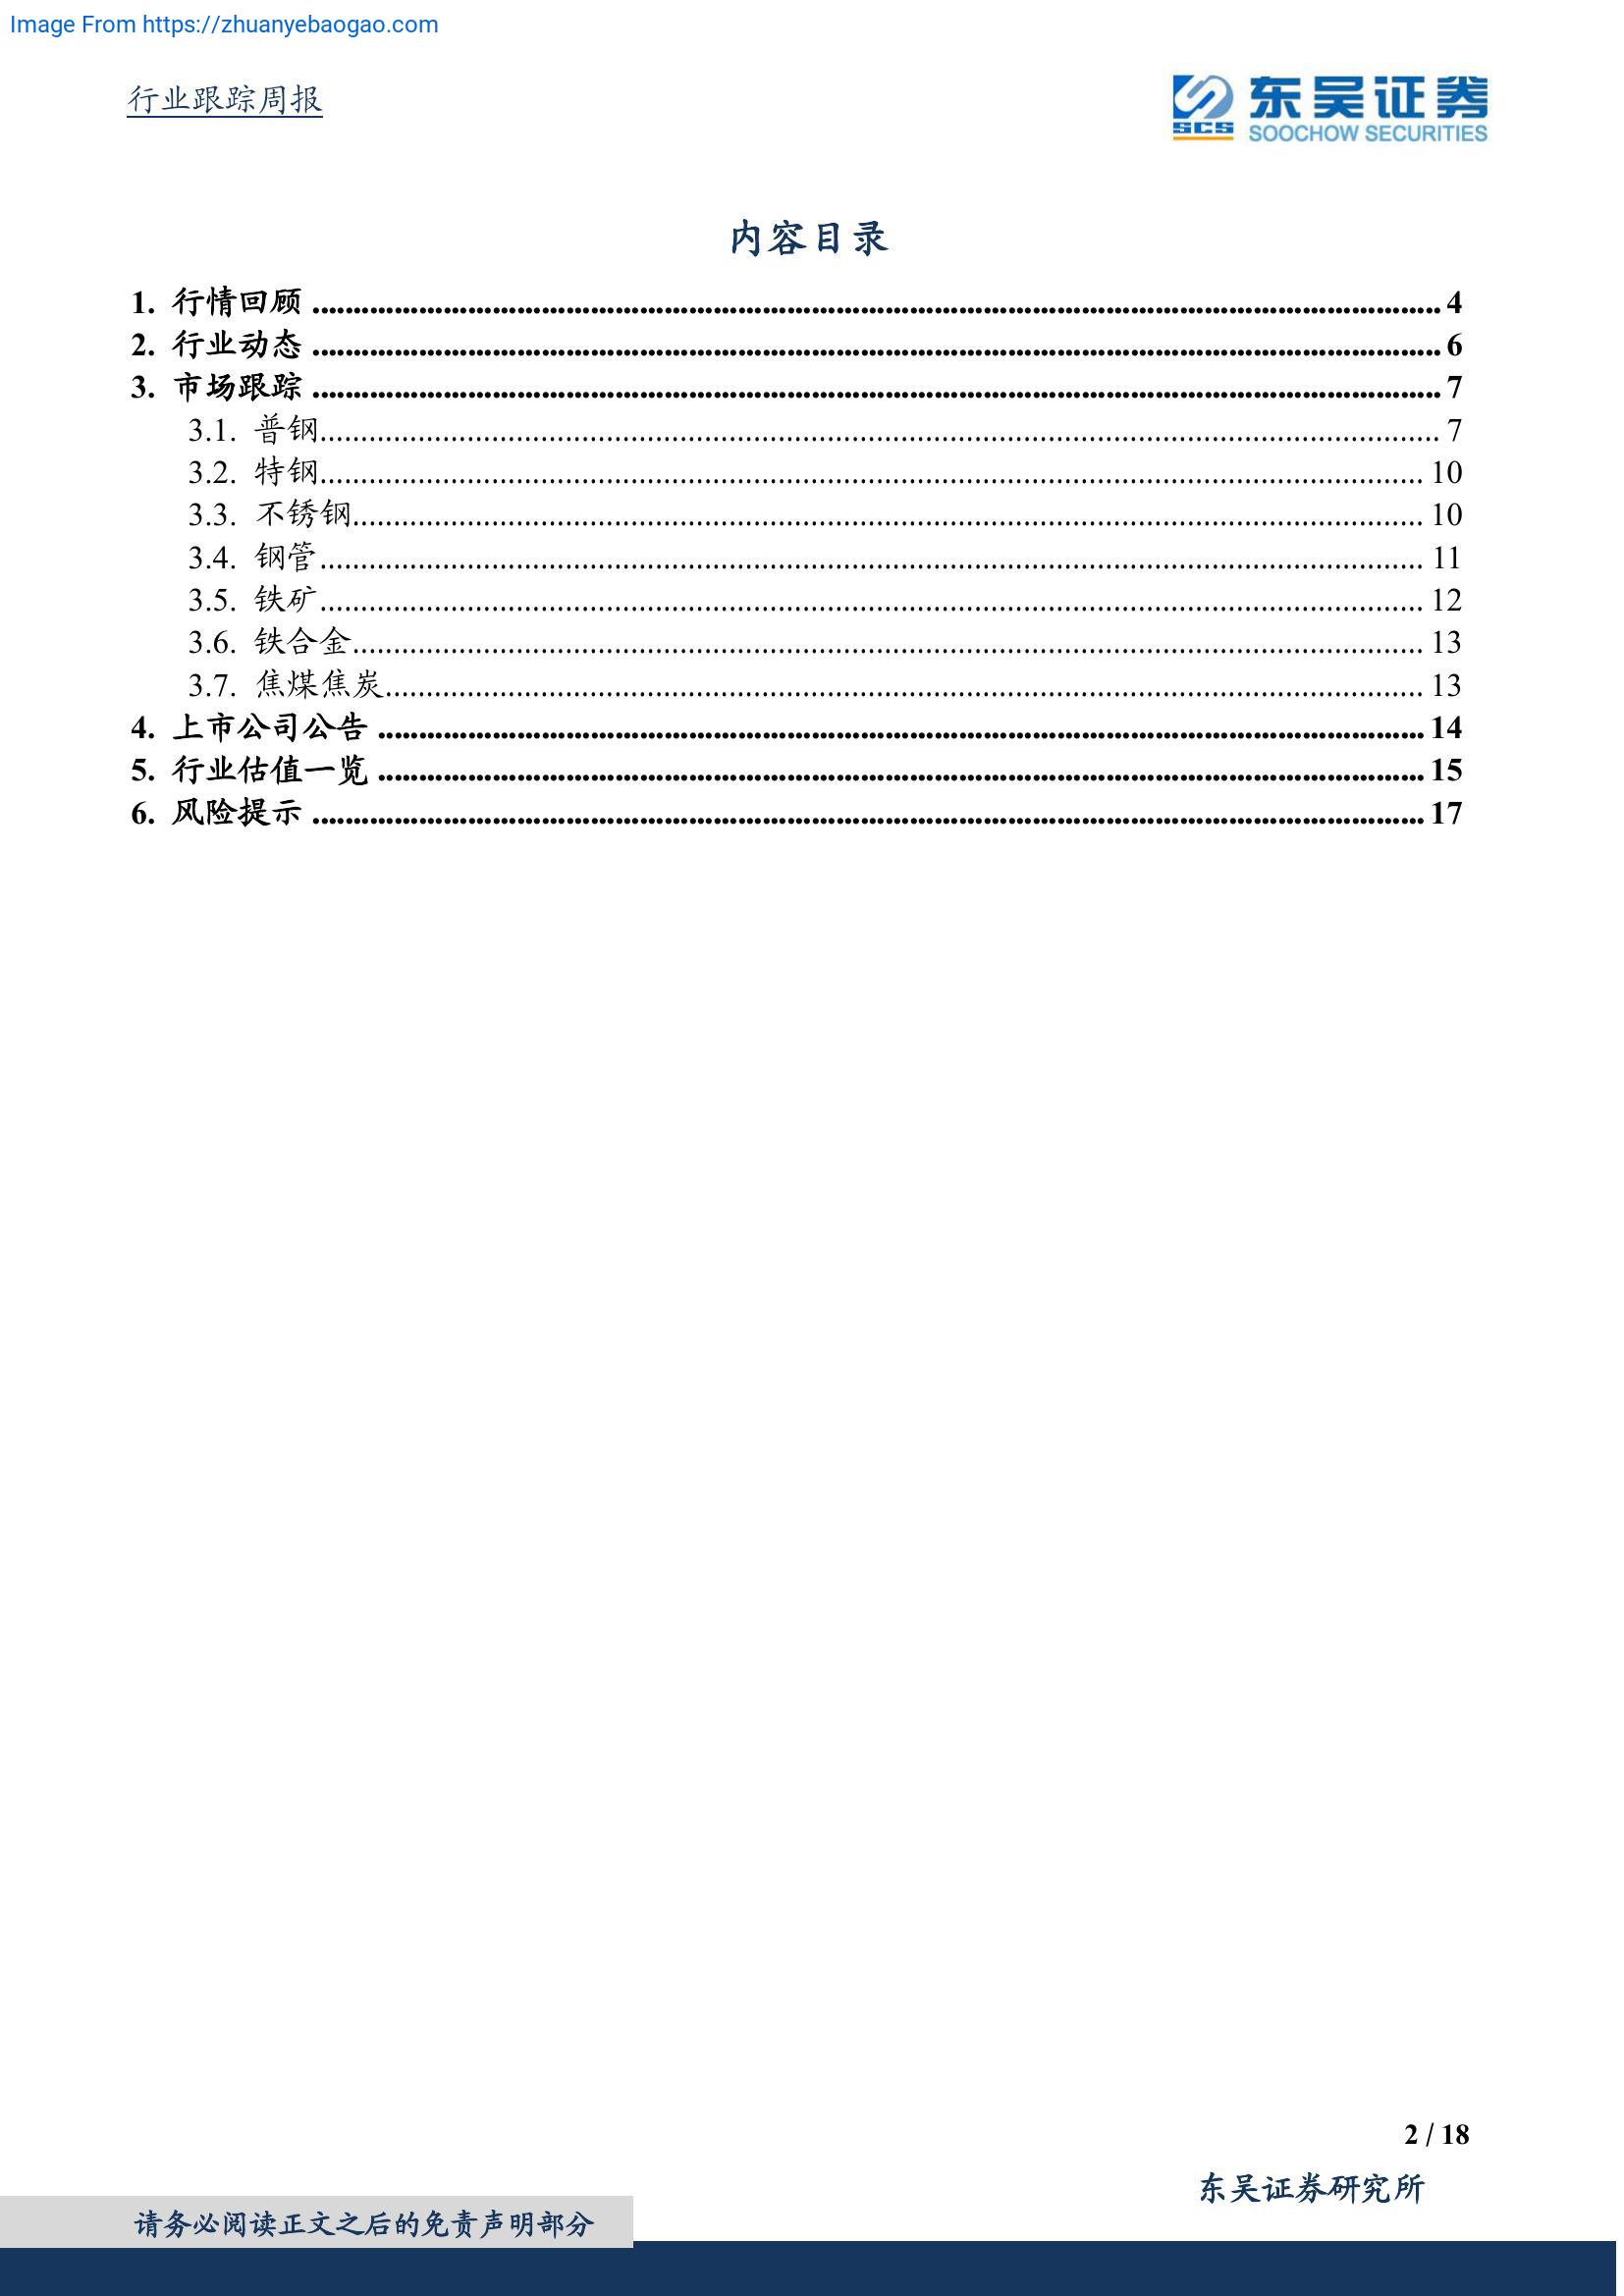 Image From https://zhuanyebaogao.com
行业跟踪周报
东吴证券
SCS
SOOCHOW SECURITIES
内容目录
1. 行情回顾 ........ 4
2. 行业动态 ........ 6
3. 市场跟踪 ........ 7
3.1. 普钢........ 7
3.2. 特钢........ 10
3.3. 不锈钢........ 10
3.4. 钢管........ 11
3.5. 铁矿........ 12
3.6. 铁合金........ 13
3.7. 焦煤焦炭........ 13
4. 上市公司公告 ........ 14
5. 行业估值一览 ........ 15
6. 风险提示 ........ 17
2 / 18
东吴证券研究所
请务必阅读正文之后的免责声明部分